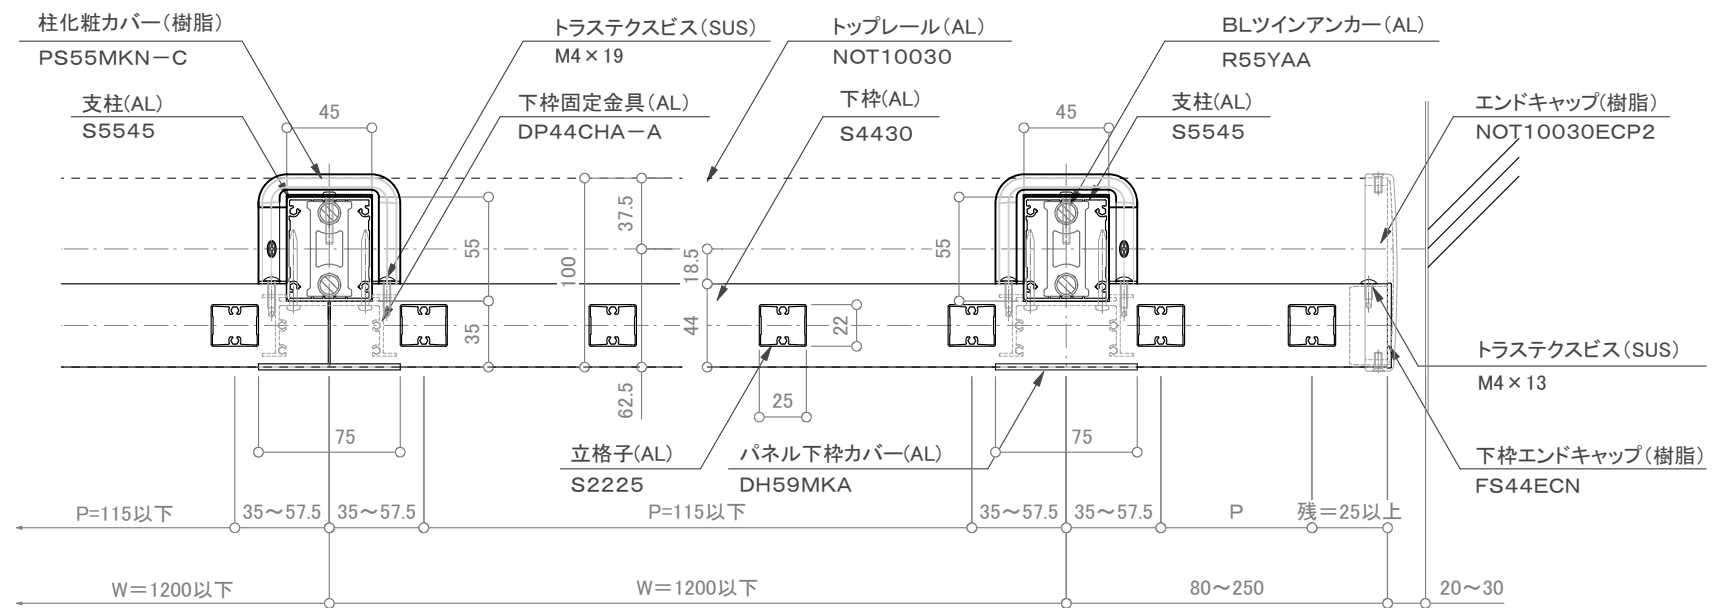 柱化粧カバー(樹脂)
PS55MKN－C
トラステクスビス(SUS)
M4×19
トップレール(AL)
NOT10030
BLツインアンカー(AL)
R55YAA
支柱(AL)
S5545
45
下枠固定金具(AL)
DP44CHA－A
下枠(AL)
S4430
45
支柱(AL)
S5545
エンドキャップ(樹脂)
NOT10030ECP2
55
35
100
37.5
62.5
18.5
44
55
22
25
75
75
トラステクスビス(SUS)
M4×13
立格子(AL)
S2225
パネル下枠カバー(AL)
DH59MKA
下枠エンドキャップ(樹脂)
FS44ECN
P=115以下
35～57.5
35～57.5
P=115以下
35～57.5
35～57.5
P
残＝25以上
W＝1200以下
W＝1200以下
80～250
20～30